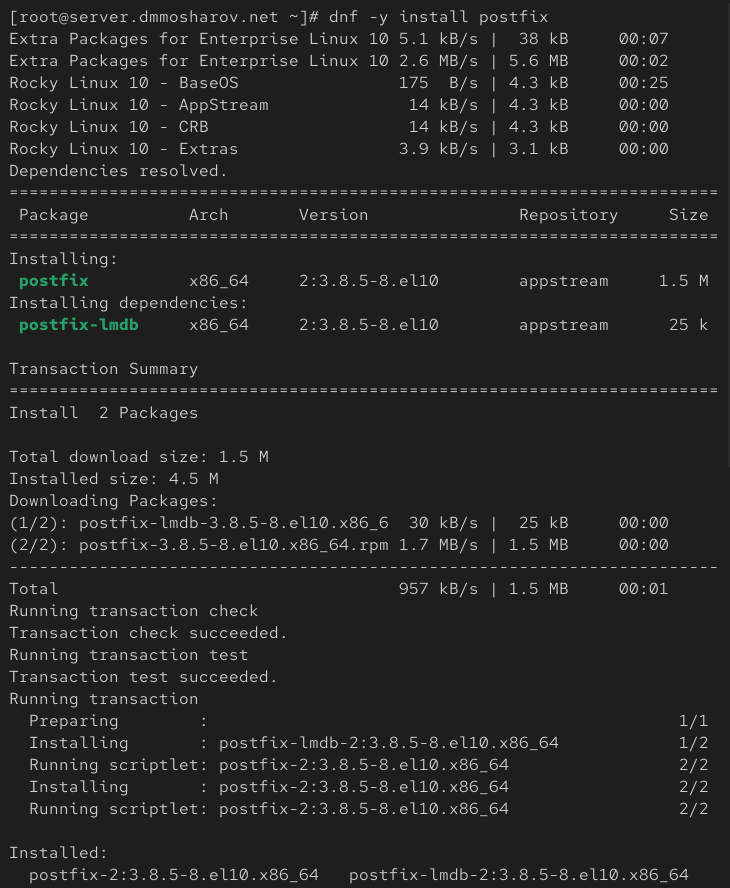 [root@server.dmmosharov.net ~]# dnf -y install postfix
Extra Packages for Enterprise Linux 10 5.1 kB/s |  38 kB     00:07
Extra Packages for Enterprise Linux 10 2.6 MB/s | 5.6 MB     00:02
Rocky Linux 10 - BaseOS                175  B/s | 4.3 kB     00:25
Rocky Linux 10 - AppStream              14 kB/s | 4.3 kB     00:00
Rocky Linux 10 - CRB                    14 kB/s | 4.3 kB     00:00
Rocky Linux 10 - Extras                3.9 kB/s | 3.1 kB     00:00
Dependencies resolved.
=======================================================================
 Package          Arch       Version               Repository     Size
=======================================================================
Installing:
 postfix          x86_64     2:3.8.5-8.el10        appstream     1.5 M
Installing dependencies:
 postfix-lmdb     x86_64     2:3.8.5-8.el10        appstream      25 k

Transaction Summary
=======================================================================
Install  2 Packages

Total download size: 1.5 M
Installed size: 4.5 M
Downloading Packages:
(1/2): postfix-lmdb-3.8.5-8.el10.x86_6  30 kB/s |  25 kB     00:00
(2/2): postfix-3.8.5-8.el10.x86_64.rpm 1.7 MB/s | 1.5 MB     00:00
-----------------------------------------------------------------------
Total                                  957 kB/s | 1.5 MB     00:01
Running transaction check
Transaction check succeeded.
Running transaction test
Transaction test succeeded.
Running transaction
  Preparing        :                                               1/1
  Installing       : postfix-lmdb-2:3.8.5-8.el10.x86_64            1/2
  Running scriptlet: postfix-2:3.8.5-8.el10.x86_64                 2/2
  Installing       : postfix-2:3.8.5-8.el10.x86_64                 2/2
  Running scriptlet: postfix-2:3.8.5-8.el10.x86_64                 2/2

Installed:
  postfix-2:3.8.5-8.el10.x86_64   postfix-lmdb-2:3.8.5-8.el10.x86_64